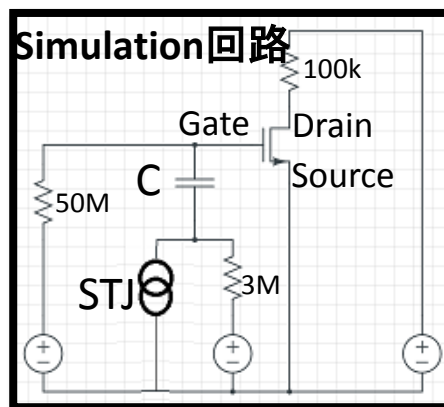 Simulation回路
100k
Gate
Drain
C
Source
50M
STJ
3M